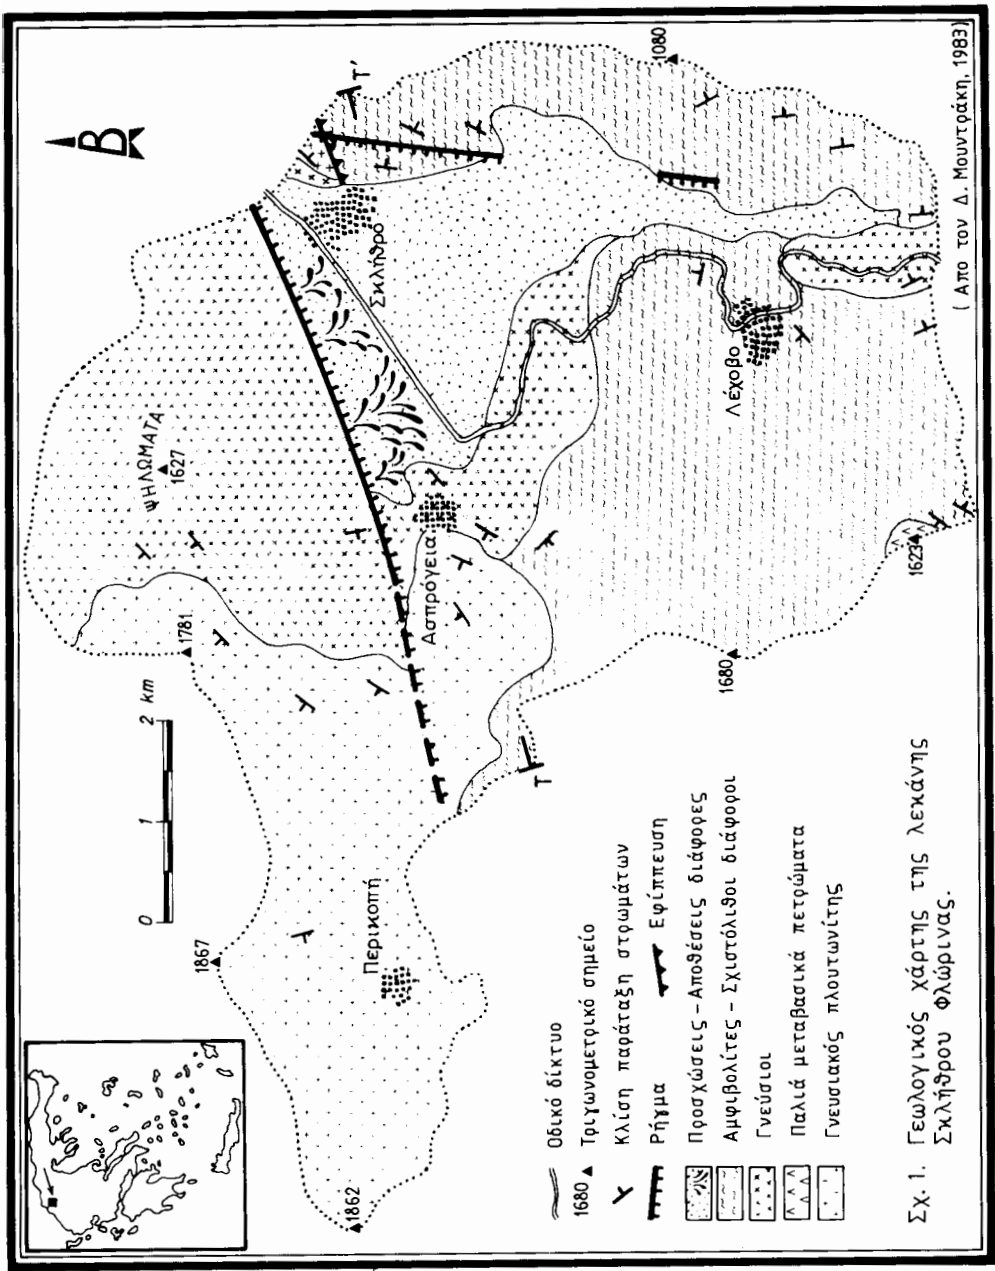 B
ΨΗΛΩΜΑΤΑ
1627
1781
1867
1862
1680
1623
1080
Περικοπή
Ασπρόγεια
Σκλήθρο
Λέχοβο
Τ
Τ'
0 1 2 km
Οδικό δίκτυο
1680 Τριγωνομετρικό σημείο
Κλίση παράταξη στρωμάτων
Ρήγμα Εφίππευση
Προσχώσεις-Αποθέσεις διάφορες
Αμφιβολίτες-Σχιστόλιθοι διάφοροι
Γνεύσιοι
Παλιά μεταβασικά πετρώματα
Γνευσιακός πλουτωνίτης
Σχ. 1. Γεωλογικός χάρτης της λεκάνης
Σκλήθρου Φλώρινας.
( Απο τον Δ. Μουντράκη, 1983)